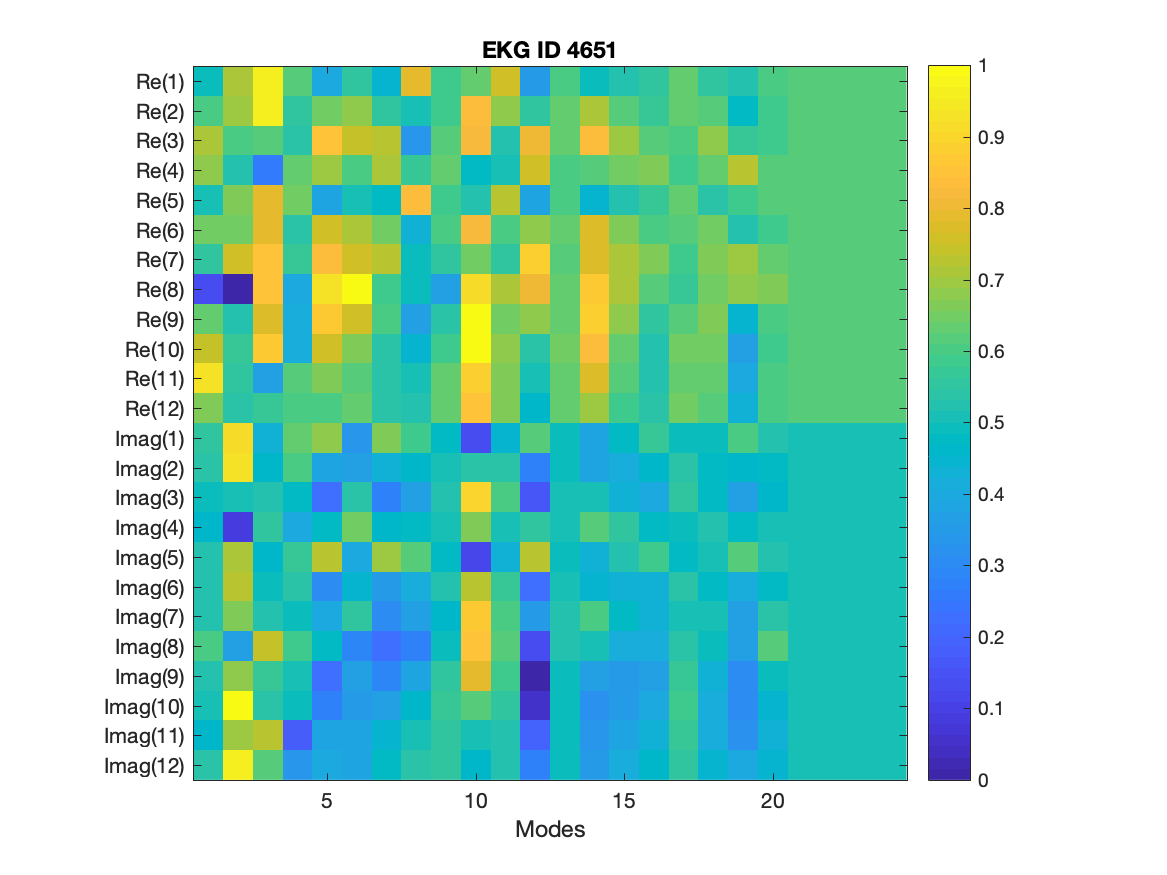 EKG ID 4651
Re(1)
Re(2)
Re(3)
Re(4)
Re(5)
Re(6)
Re(7)
Re(8)
Re(9)
Re(10)
Re(11)
Re(12)
Imag(1)
Imag(2)
Imag(3)
Imag(4)
Imag(5)
Imag(6)
Imag(7)
Imag(8)
Imag(9)
Imag(10)
Imag(11)
Imag(12)
5 10 15 20
Modes
1
0.9
0.8
0.7
0.6
0.5
0.4
0.3
0.2
0.1
0